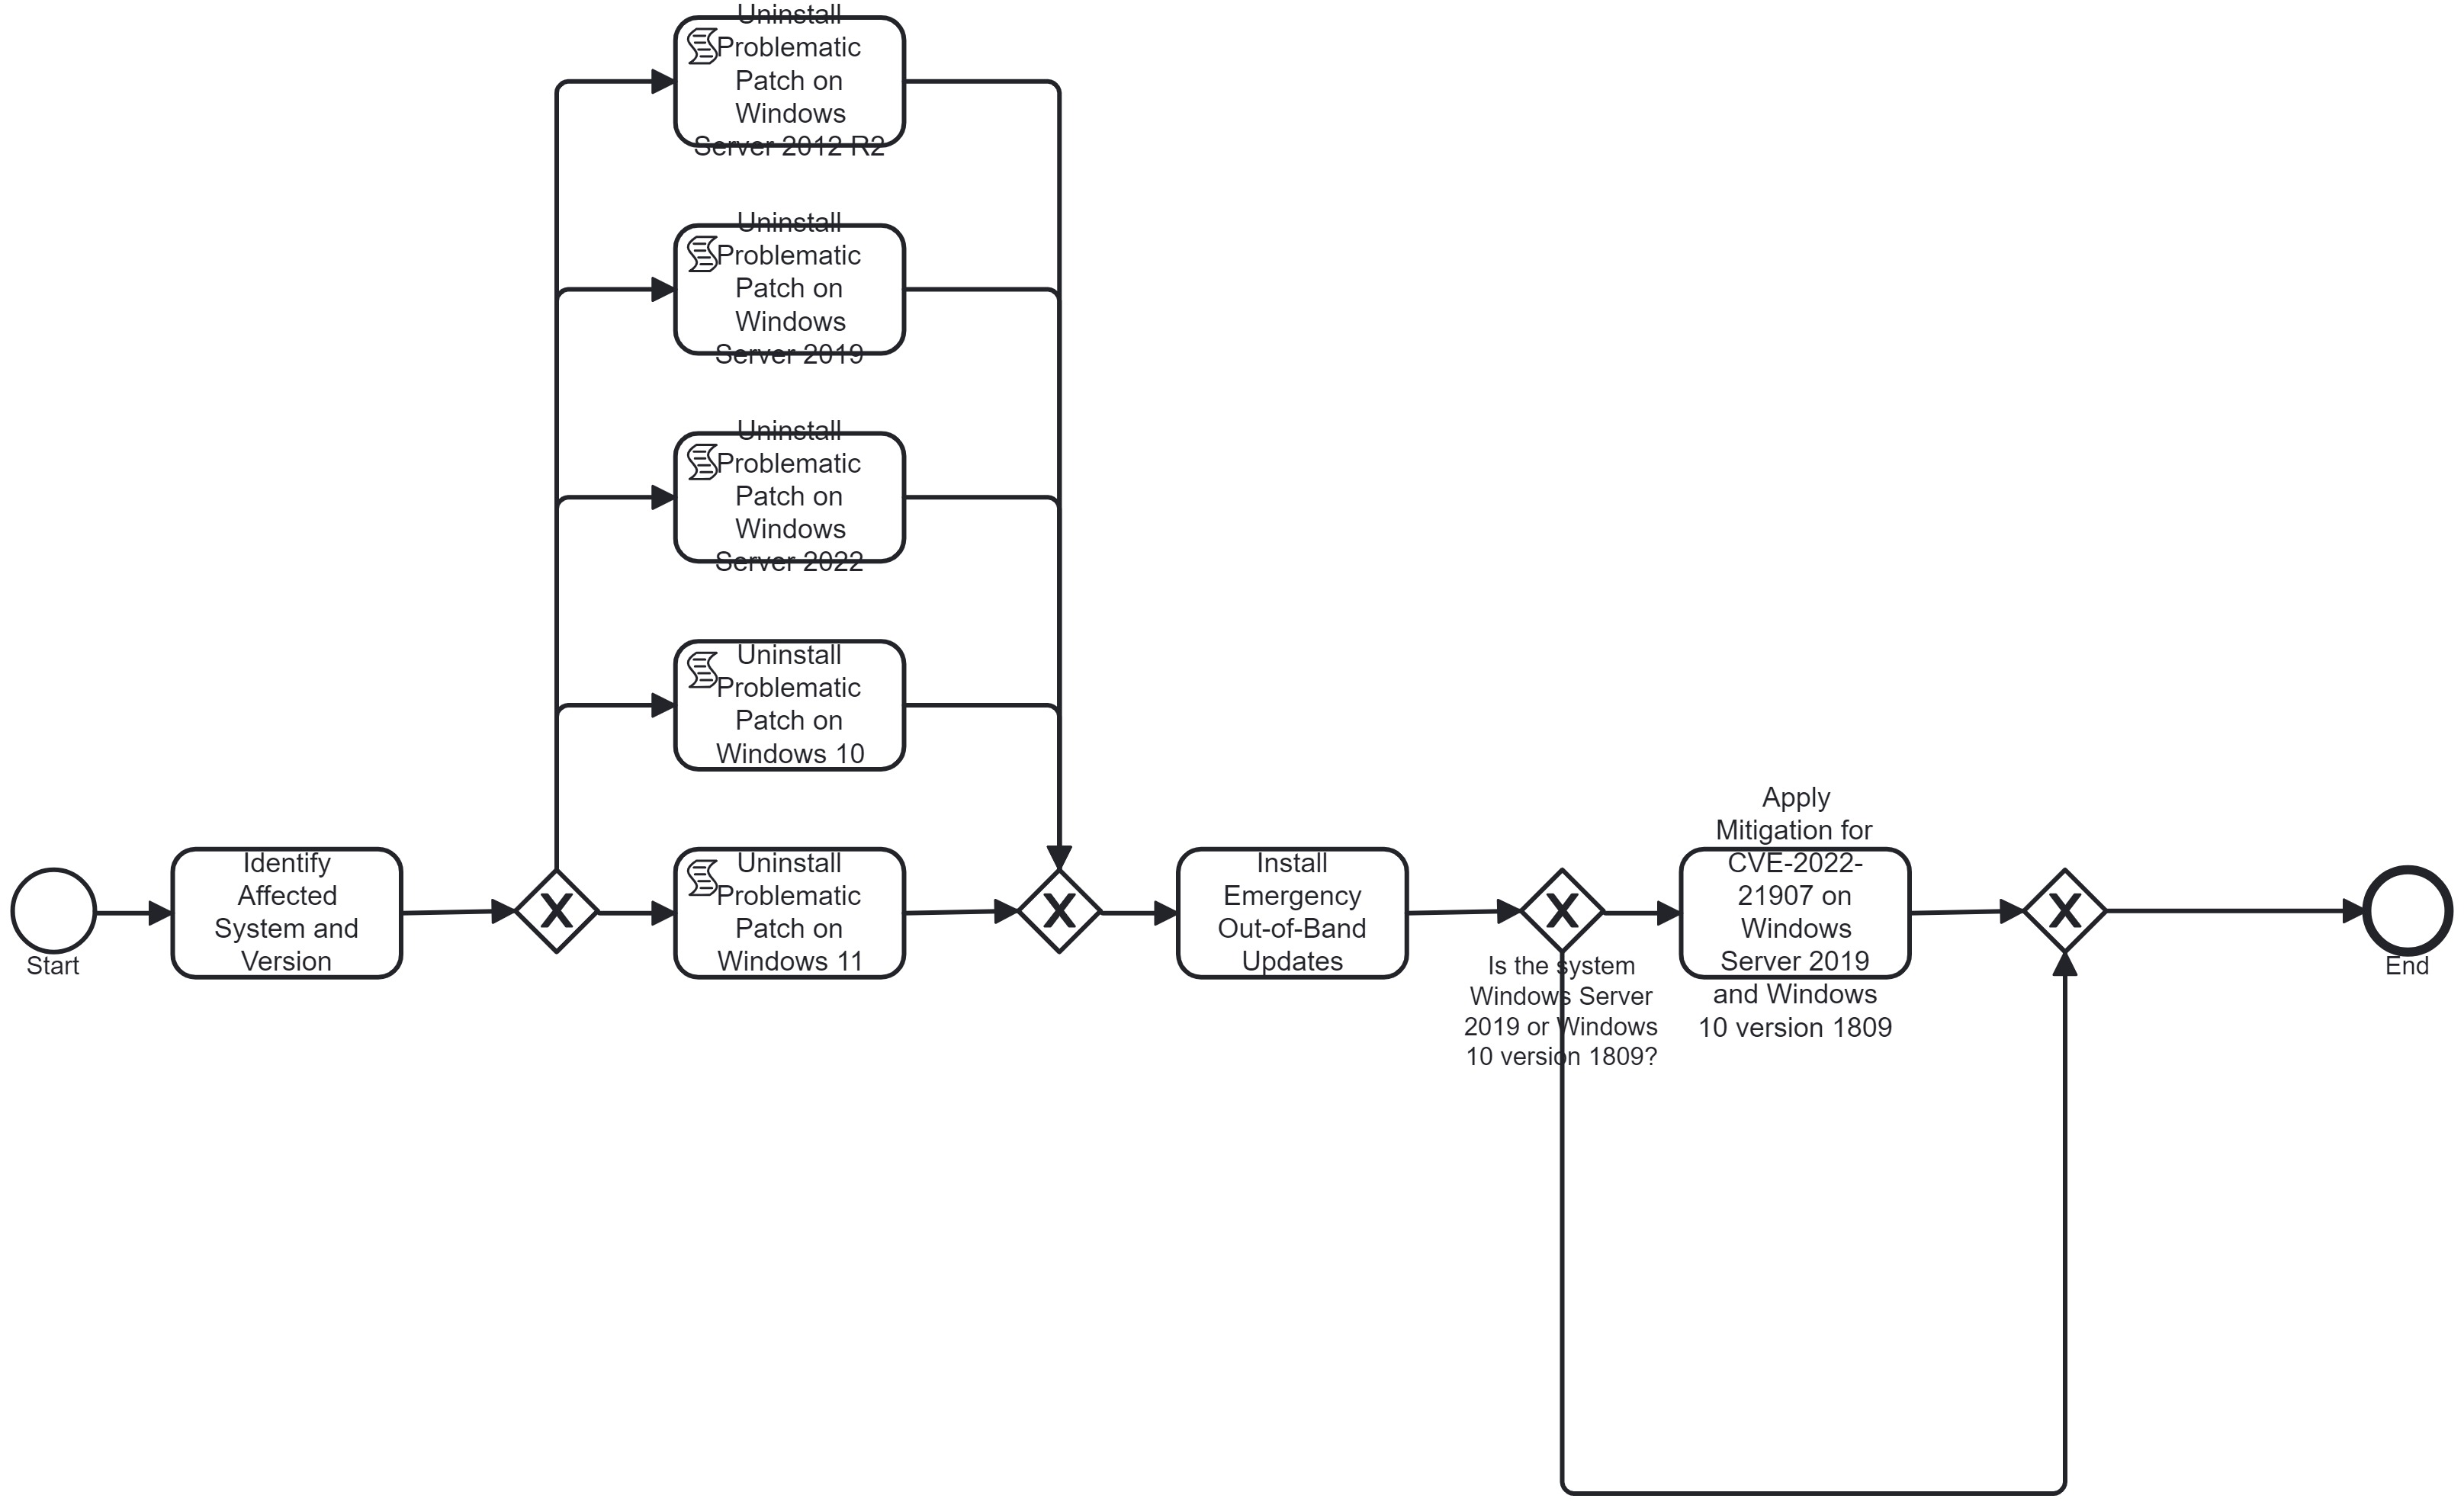 Uninstall
Problematic
Patch on
Windows
Server 2012 R2
Uninstall
Problematic
Patch on
Windows
Server 2019
Uninstall
Problematic
Patch on
Windows
Server 2022
Uninstall
Problematic
Patch on
Windows 10
Start
Identify
Affected
System and
Version
X
Uninstall
Problematic
Patch on
Windows 11
X
Install
Emergency
Out-of-Band
Updates
X
Is the system
Windows Server
2019 or Windows
10 version 1809?
Apply
Mitigation for
CVE-2022-
21907 on
Windows
Server 2019
and Windows
10 version 1809
X
End